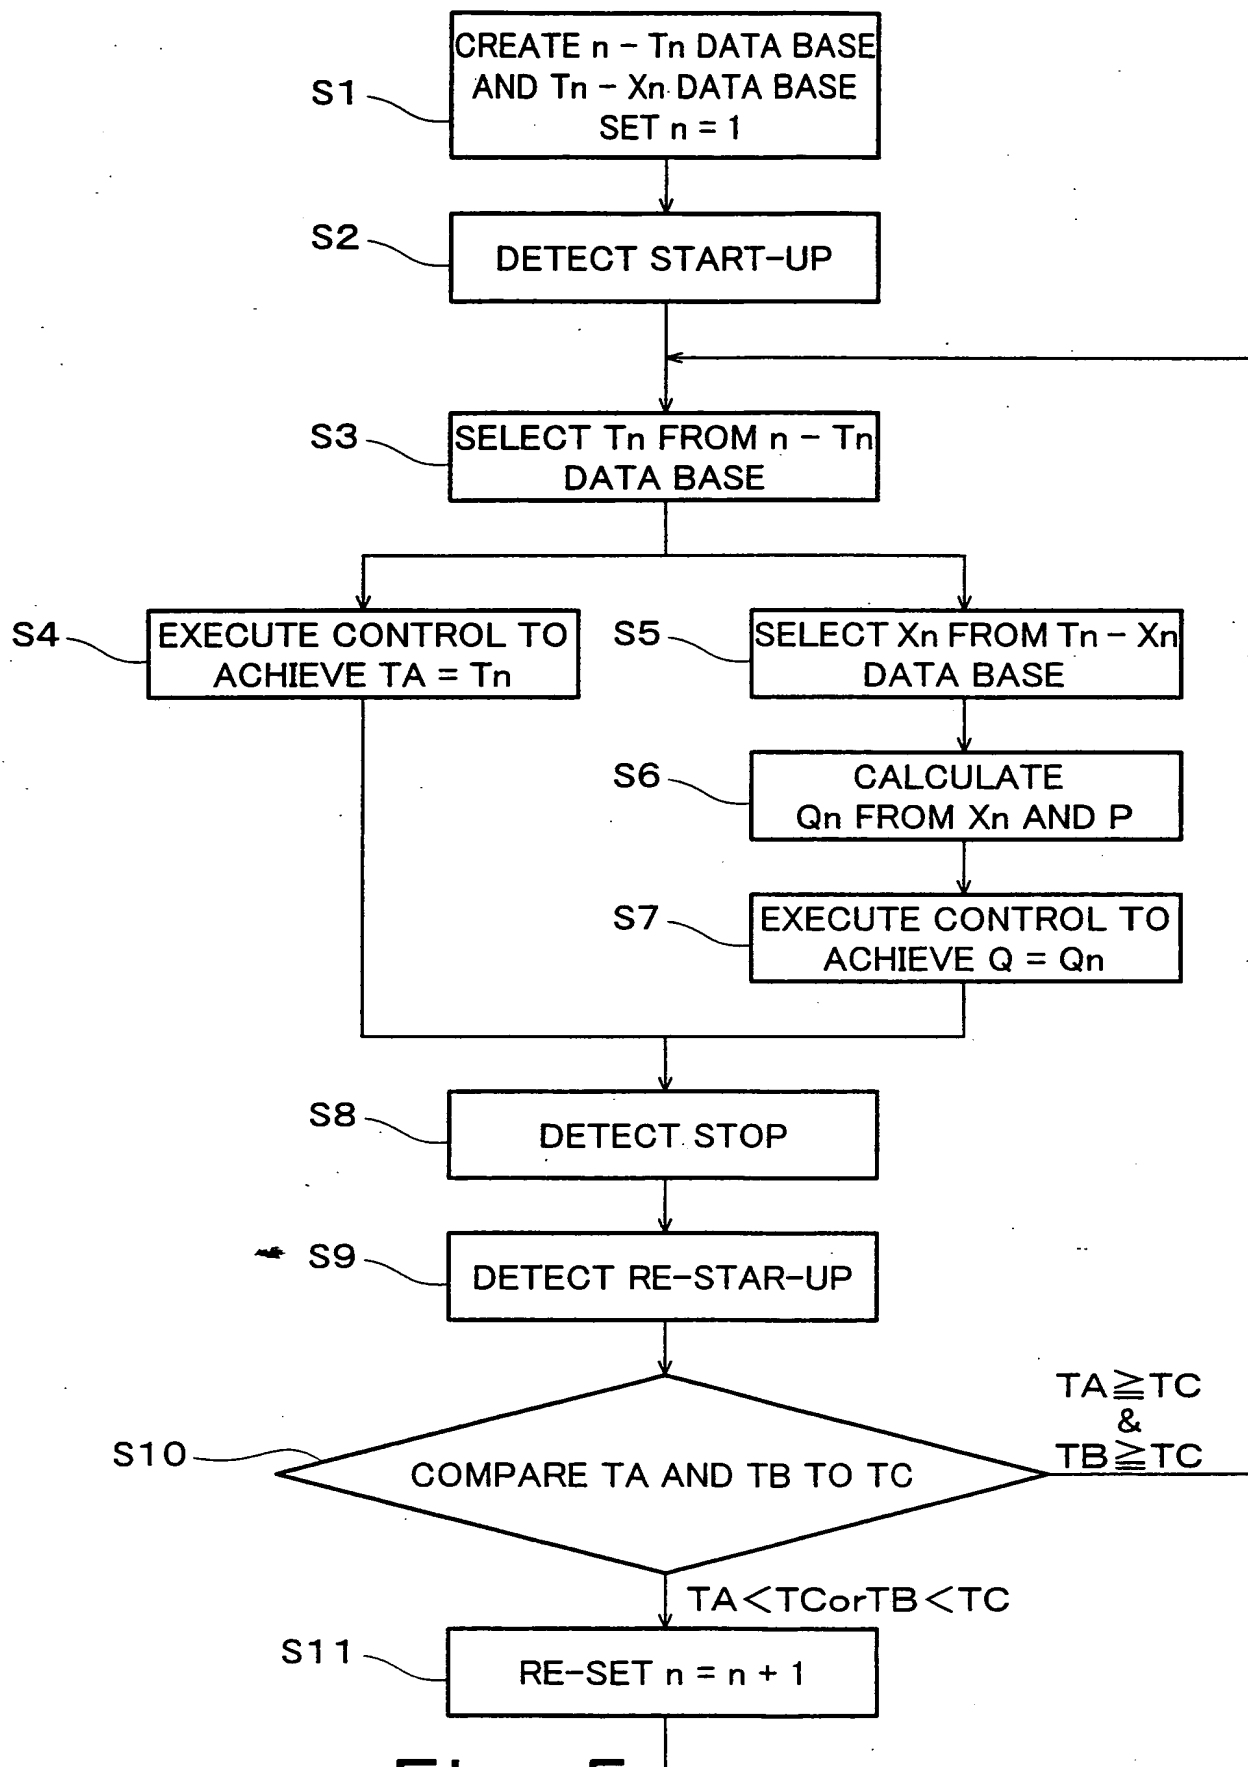 S1
CREATE n - Tn DATA BASE
AND Tn - Xn DATA BASE
SET n = 1
S2
DETECT START-UP
S3
SELECT Tn FROM n - Tn
DATA BASE
S4
EXECUTE CONTROL TO
ACHIEVE TA = Tn
S5
SELECT Xn FROM Tn - Xn
DATA BASE
S6
CALCULATE
Qn FROM Xn AND P
S7
EXECUTE CONTROL TO
ACHIEVE Q = Qn
S8
DETECT STOP
S9
DETECT RE-STAR-UP
S10
COMPARE TA AND TB TO TC
TA≧TC
&
TB≧TC
TA<TCorTB<TC
S11
RE-SET n = n + 1